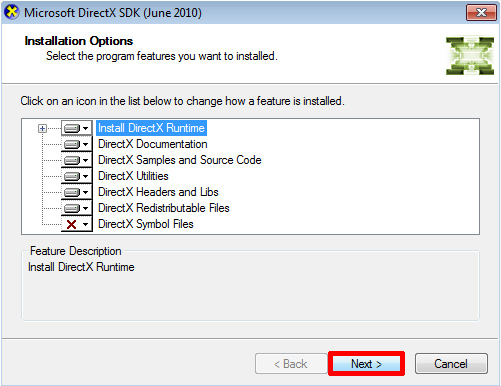 Microsoft DirectX SDK (June 2010)
Installation Options
Select the program features you want to installed.
Click on an icon in the list below to change how a feature is installed.
Install DirectX Runtime
DirectX Documentation
DirectX Samples and Source Code
DirectX Utilities
DirectX Headers and Libs
DirectX Redistributable Files
DirectX Symbol Files
Feature Description
Install DirectX Runtime
< Back Next > Cancel